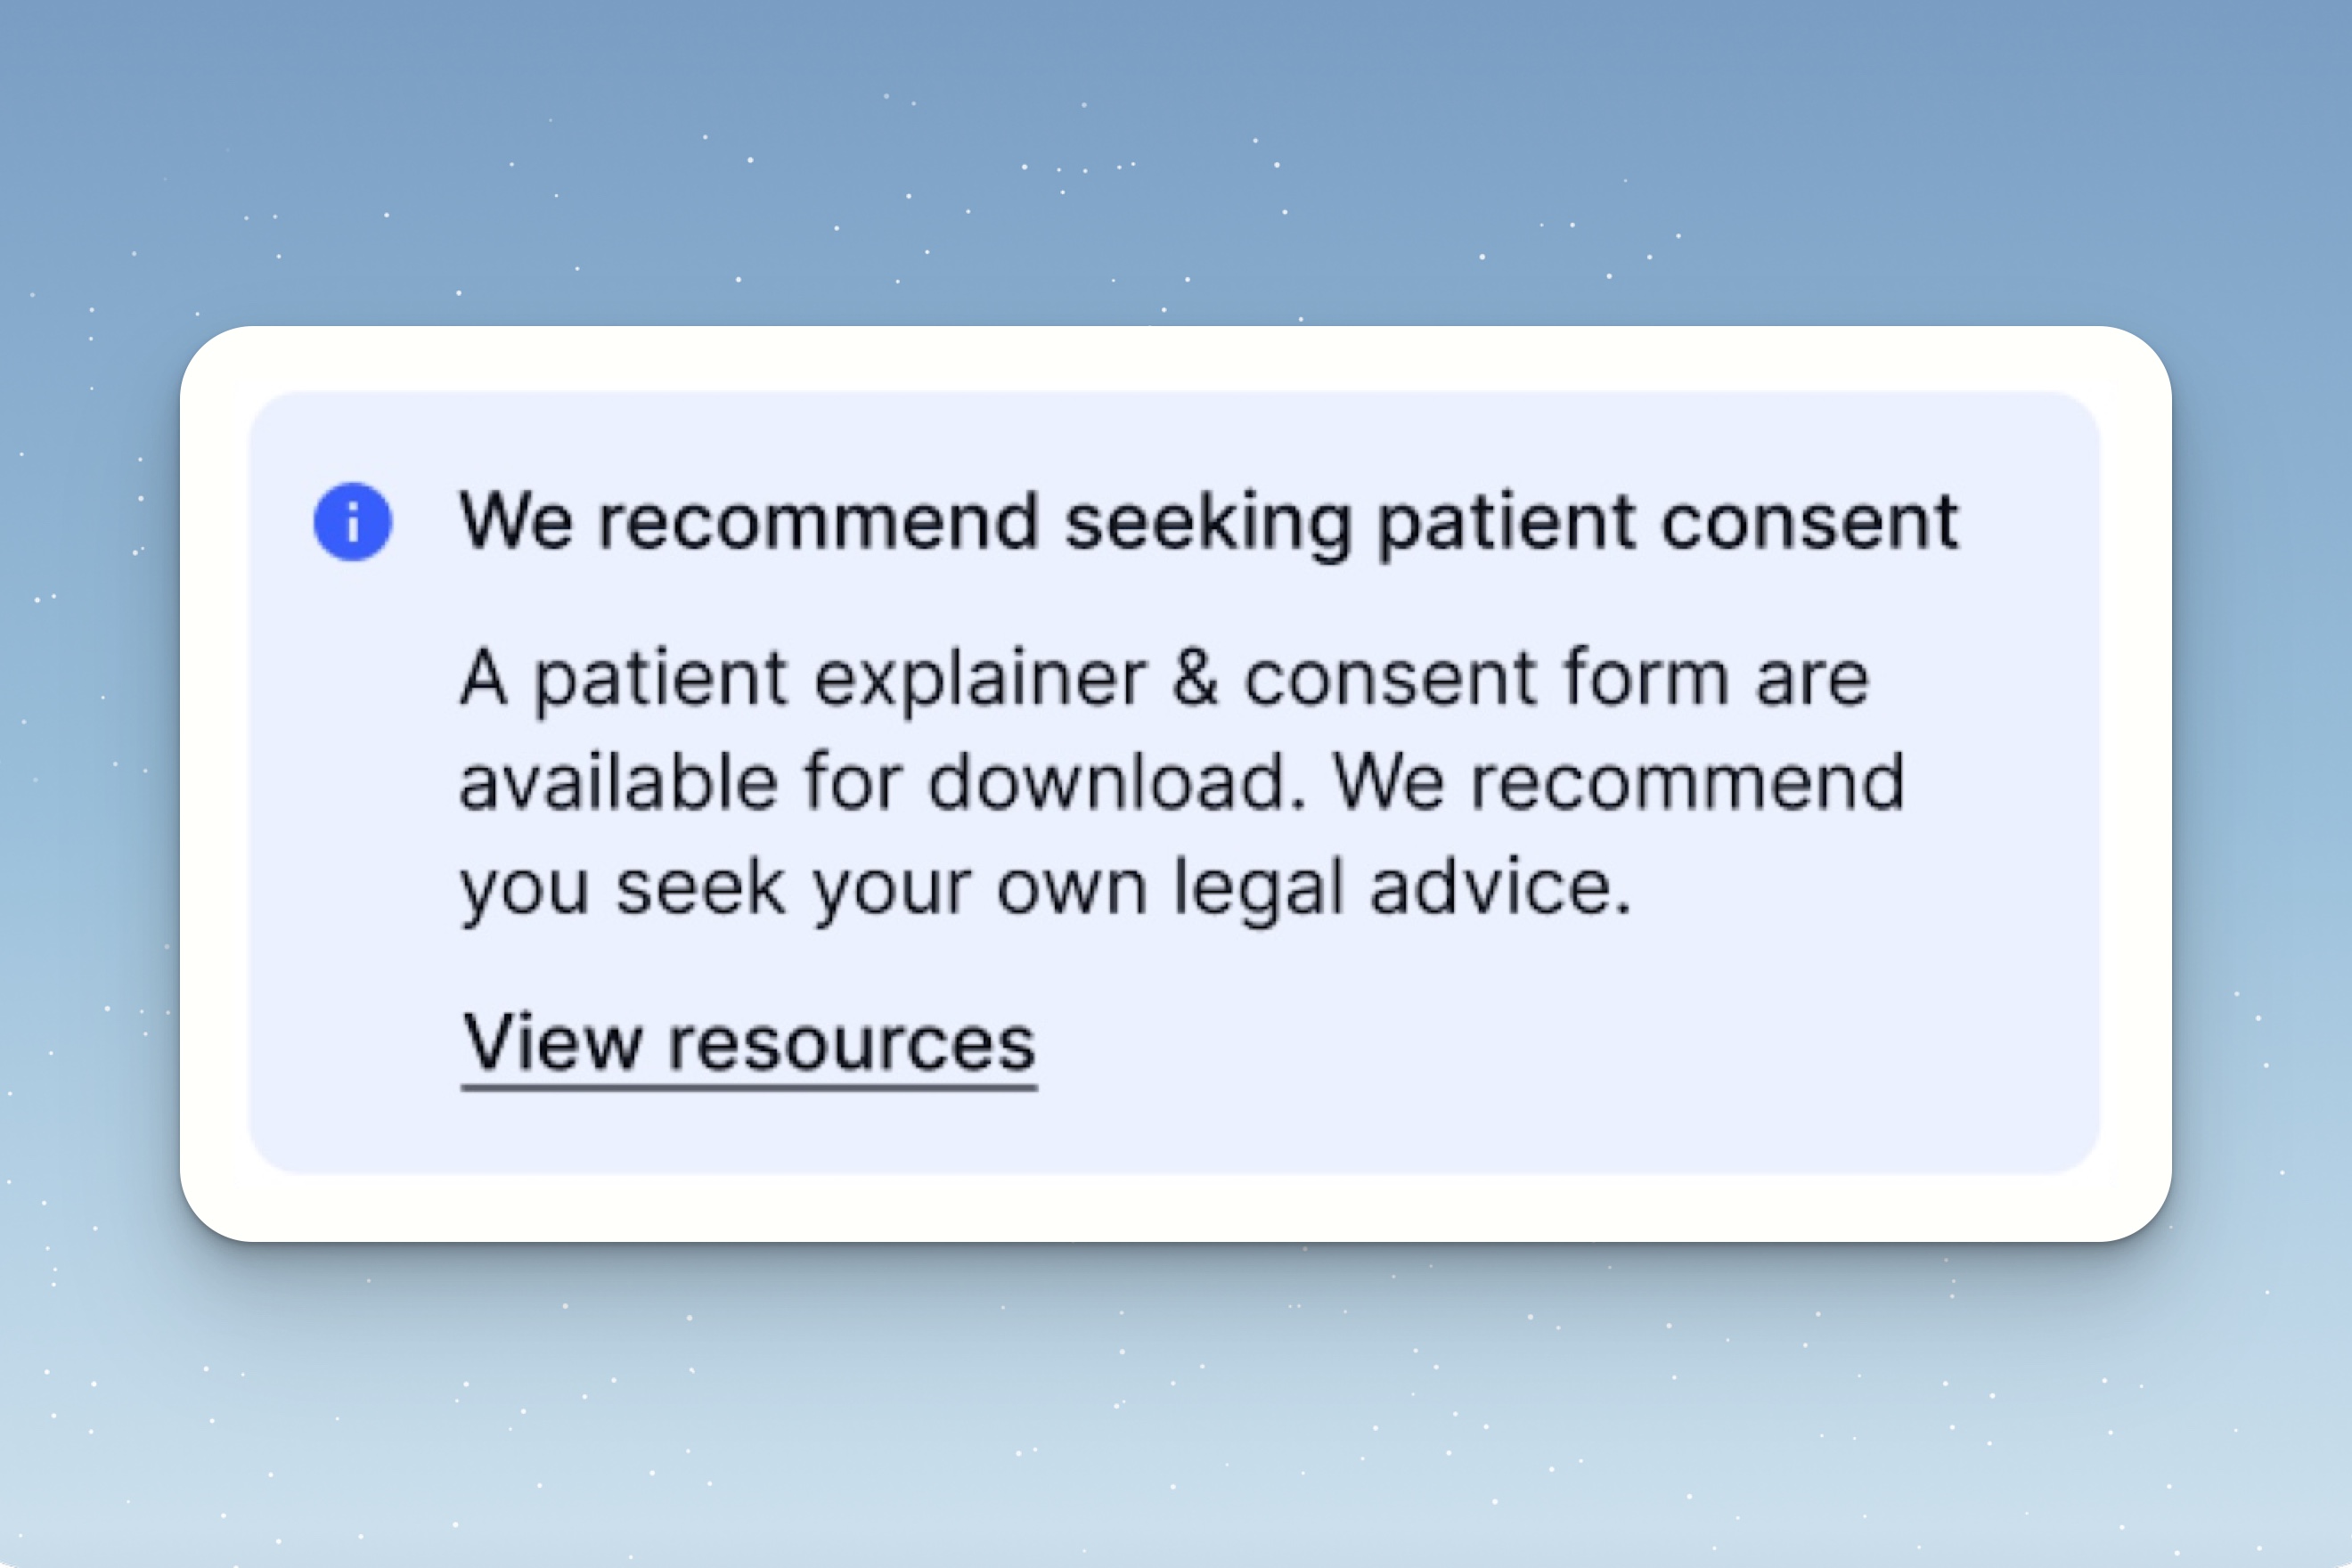 We recommend seeking patient consent
A patient explainer & consent form are
available for download. We recommend
you seek your own legal advice.
View resources